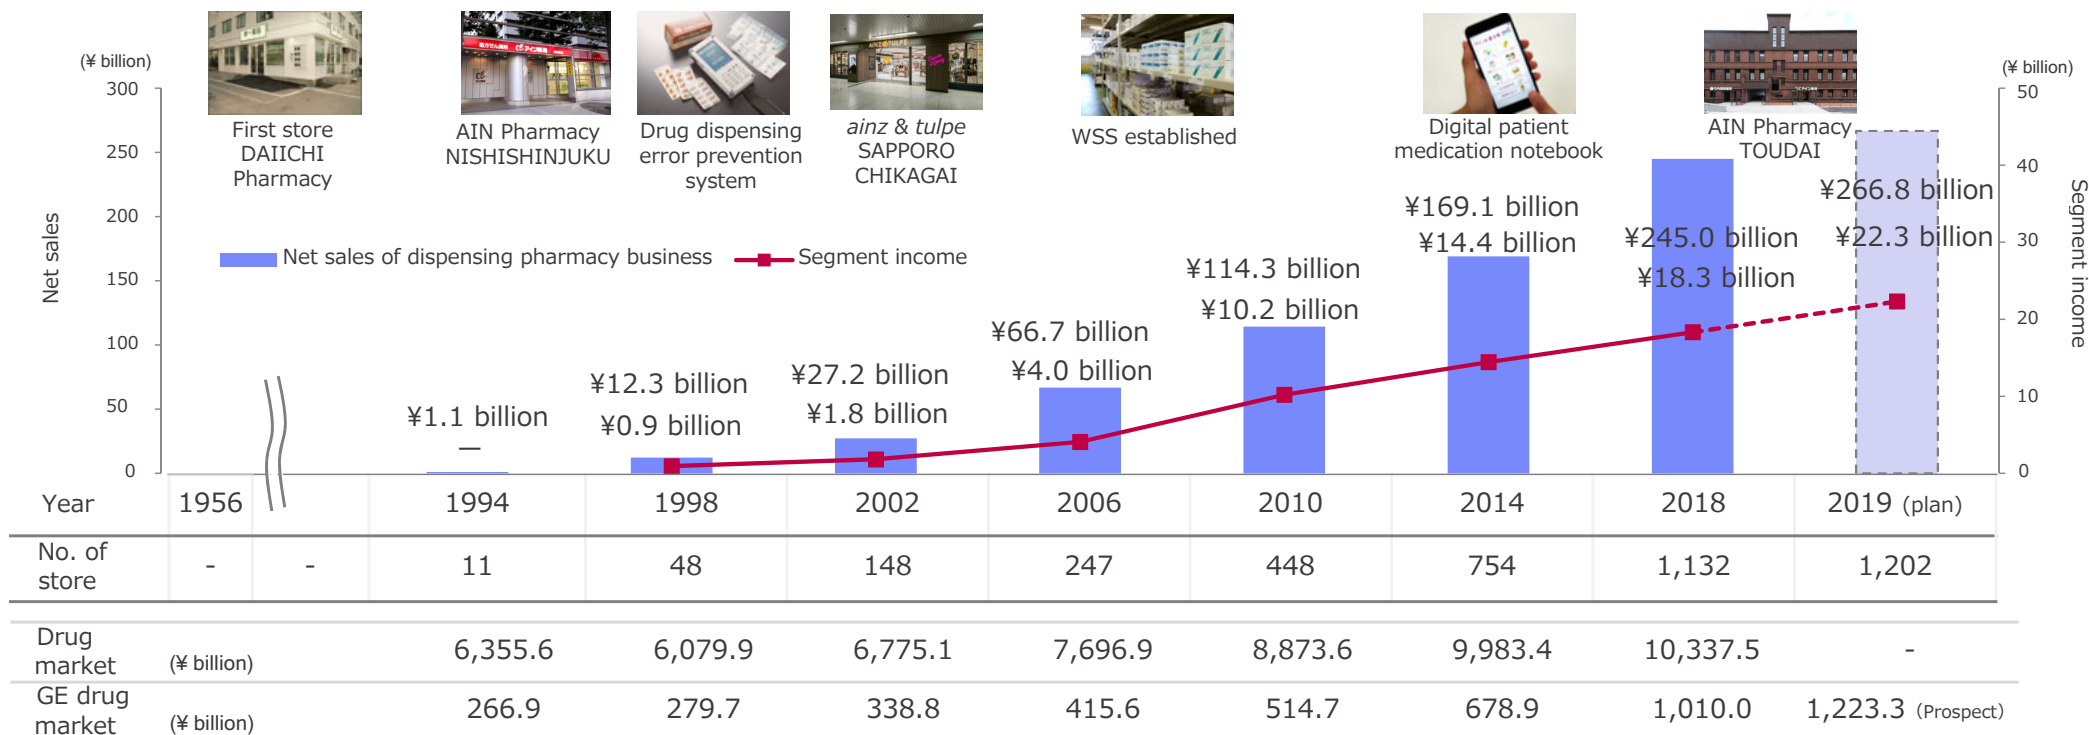 (¥ billion)
300
250
200
150
100
50
0
Net sales
First store
DAIICHI
Pharmacy
AIN Pharmacy
NISHISHINJUKU
Drug dispensing
error prevention
system
AINZ&TULPE
ainz & tulpe
SAPPORO
CHIKAGAI
WSS established
Digital patient
medication notebook
AIN Pharmacy
TOUDAI
(¥ billion)
50
40
30
20
10
0
Segment income
Net sales of dispensing pharmacy business
Segment income
¥1.1 billion
—
¥12.3 billion
¥0.9 billion
¥27.2 billion
¥1.8 billion
¥66.7 billion
¥4.0 billion
¥114.3 billion
¥10.2 billion
¥169.1 billion
¥14.4 billion
¥245.0 billion
¥18.3 billion
¥266.8 billion
¥22.3 billion
Year 1956 1994 1998 2002 2006 2010 2014 2018 2019 (plan)
No. of
store - - 11 48 148 247 448 754 1,132 1,202
Drug
market (¥ billion) 6,355.6 6,079.9 6,775.1 7,696.9 8,873.6 9,983.4 10,337.5 -
GE drug
market (¥ billion) 266.9 279.7 338.8 415.6 514.7 678.9 1,010.0 1,223.3 (Prospect)